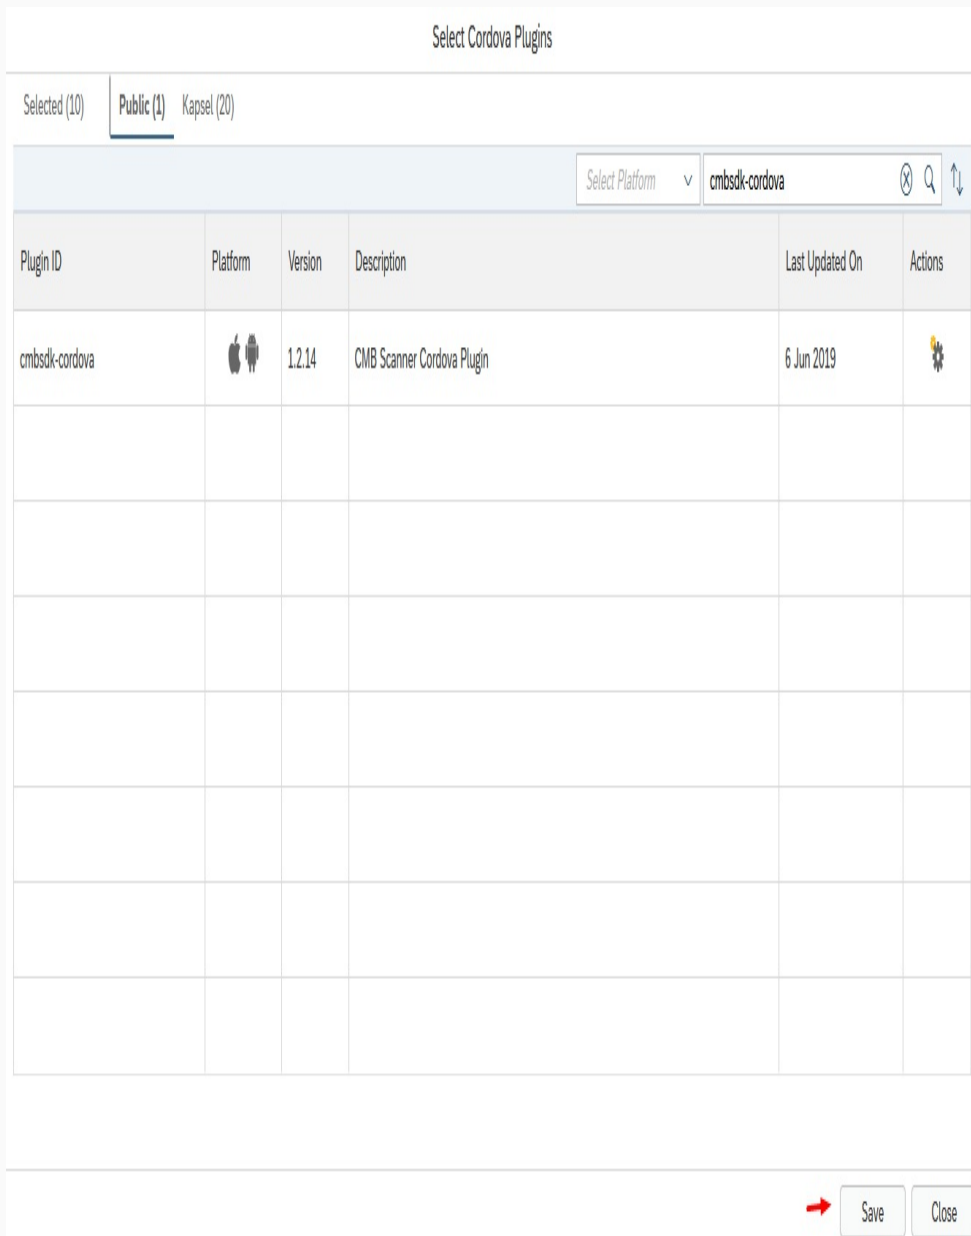 Select Cordova Plugins
Selected (10) Public (1) Kapsel (20)
Select Platform cmbsdk-cordova
Plugin ID Platform Version Description Last Updated On Actions
cmbsdk-cordova 1.2.14 CMB Scanner Cordova Plugin 6 Jun 2019
Save Close